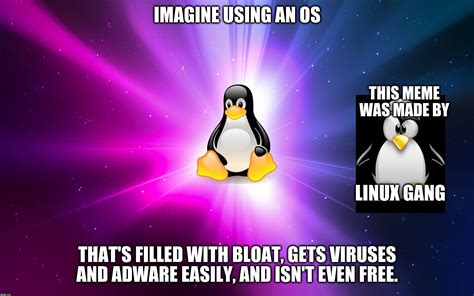 IMAGINE USING AN OS
THIS MEME
WAS MADE BY
LINUX GANG
THAT'S FILLED WITH BLOAT, GETS VIRUSES
AND ADWARE EASILY, AND ISN'T EVEN FREE.